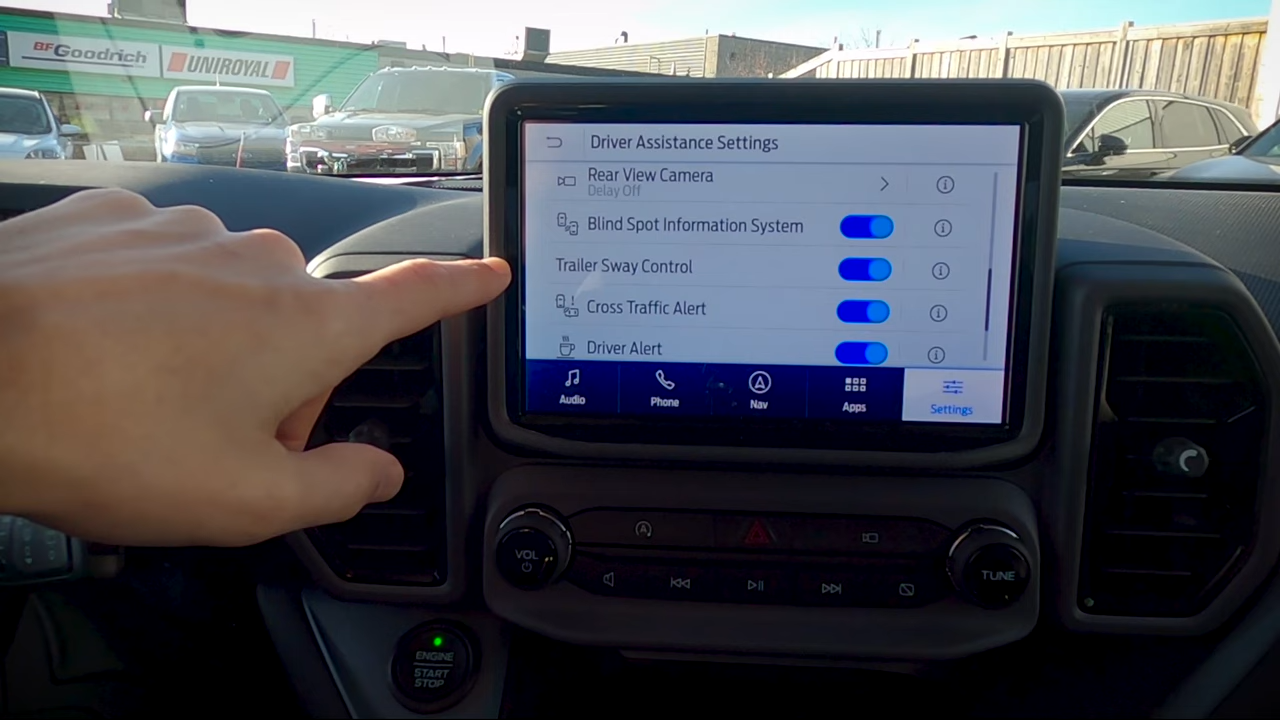 BFGoodrich
UNIROYAL
Driver Assistance Settings
Rear View Camera
Delay Off
Blind Spot Information System
Trailer Sway Control
Cross Traffic Alert
Driver Alert
Audio
Phone
Nav
Apps
Settings
VOL
TUNE
ENGINE
START
STOP